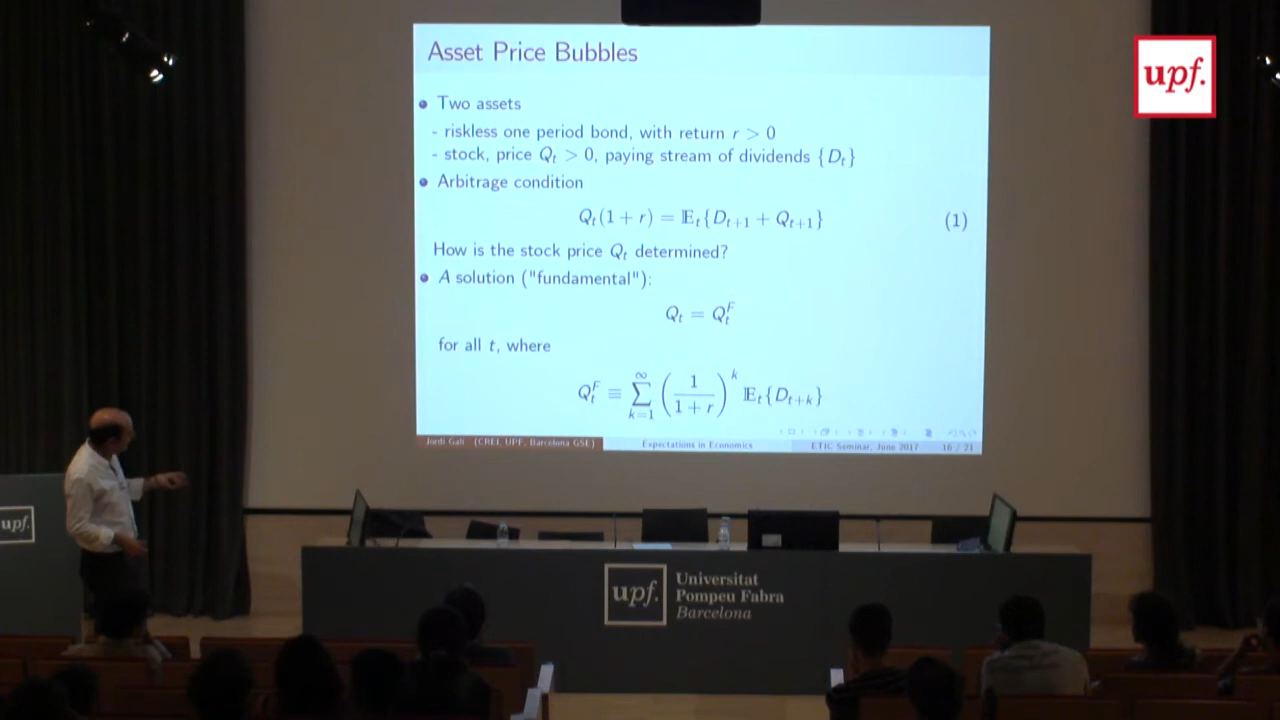 Asset Price Bubbles
Two assets
- riskless one period bond, with return r > 0
- stock, price Q_t > 0, paying stream of dividends {D_t}
Arbitrage condition
Q_t(1 + r) = 𝔼_t{D_{t+1} + Q_{t+1}} (1)
How is the stock price Q_t determined?
A solution ("fundamental"):
Q_t = Q_t^F
for all t, where
Q_t^F ≡ ∑_{k=1}^∞ (1/(1 + r))^k 𝔼_t{D_{t+k}}
Jordi Galí (CREI, UPF, Barcelona GSE) Expectations in Economics ETIC Seminar, June 2017 16 / 21
upf.
upf.
upf.
Universitat
Pompeu Fabra
Barcelona